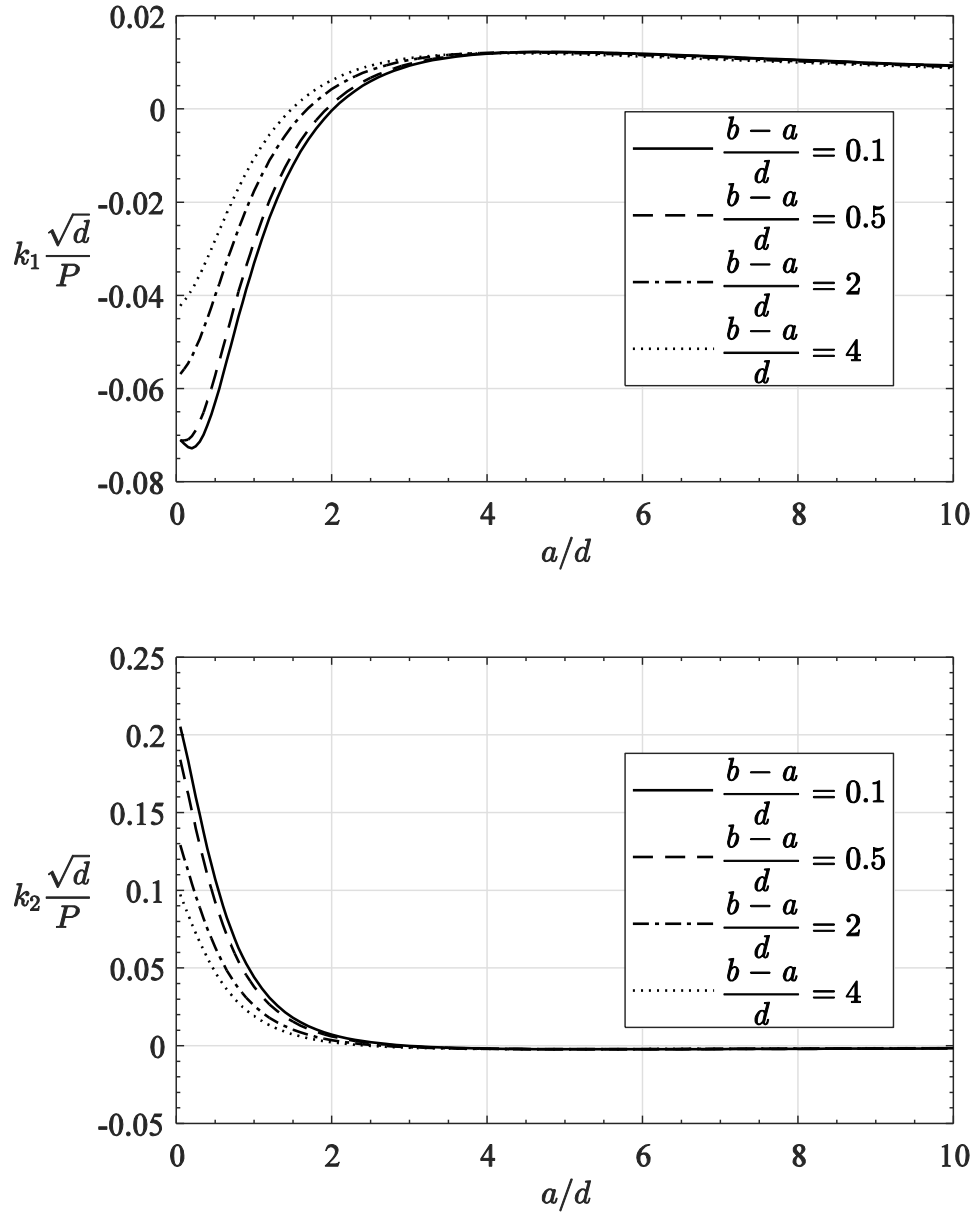 0.02
0
-0.02
-0.04
-0.06
-0.08
k₁ √d/P
0 2 4 6 8 10
a/d
(b − a)/d = 0.1
(b − a)/d = 0.5
(b − a)/d = 2
(b − a)/d = 4
0.25
0.2
0.15
0.1
0.05
0
-0.05
k₂ √d/P
0 2 4 6 8 10
a/d
(b − a)/d = 0.1
(b − a)/d = 0.5
(b − a)/d = 2
(b − a)/d = 4